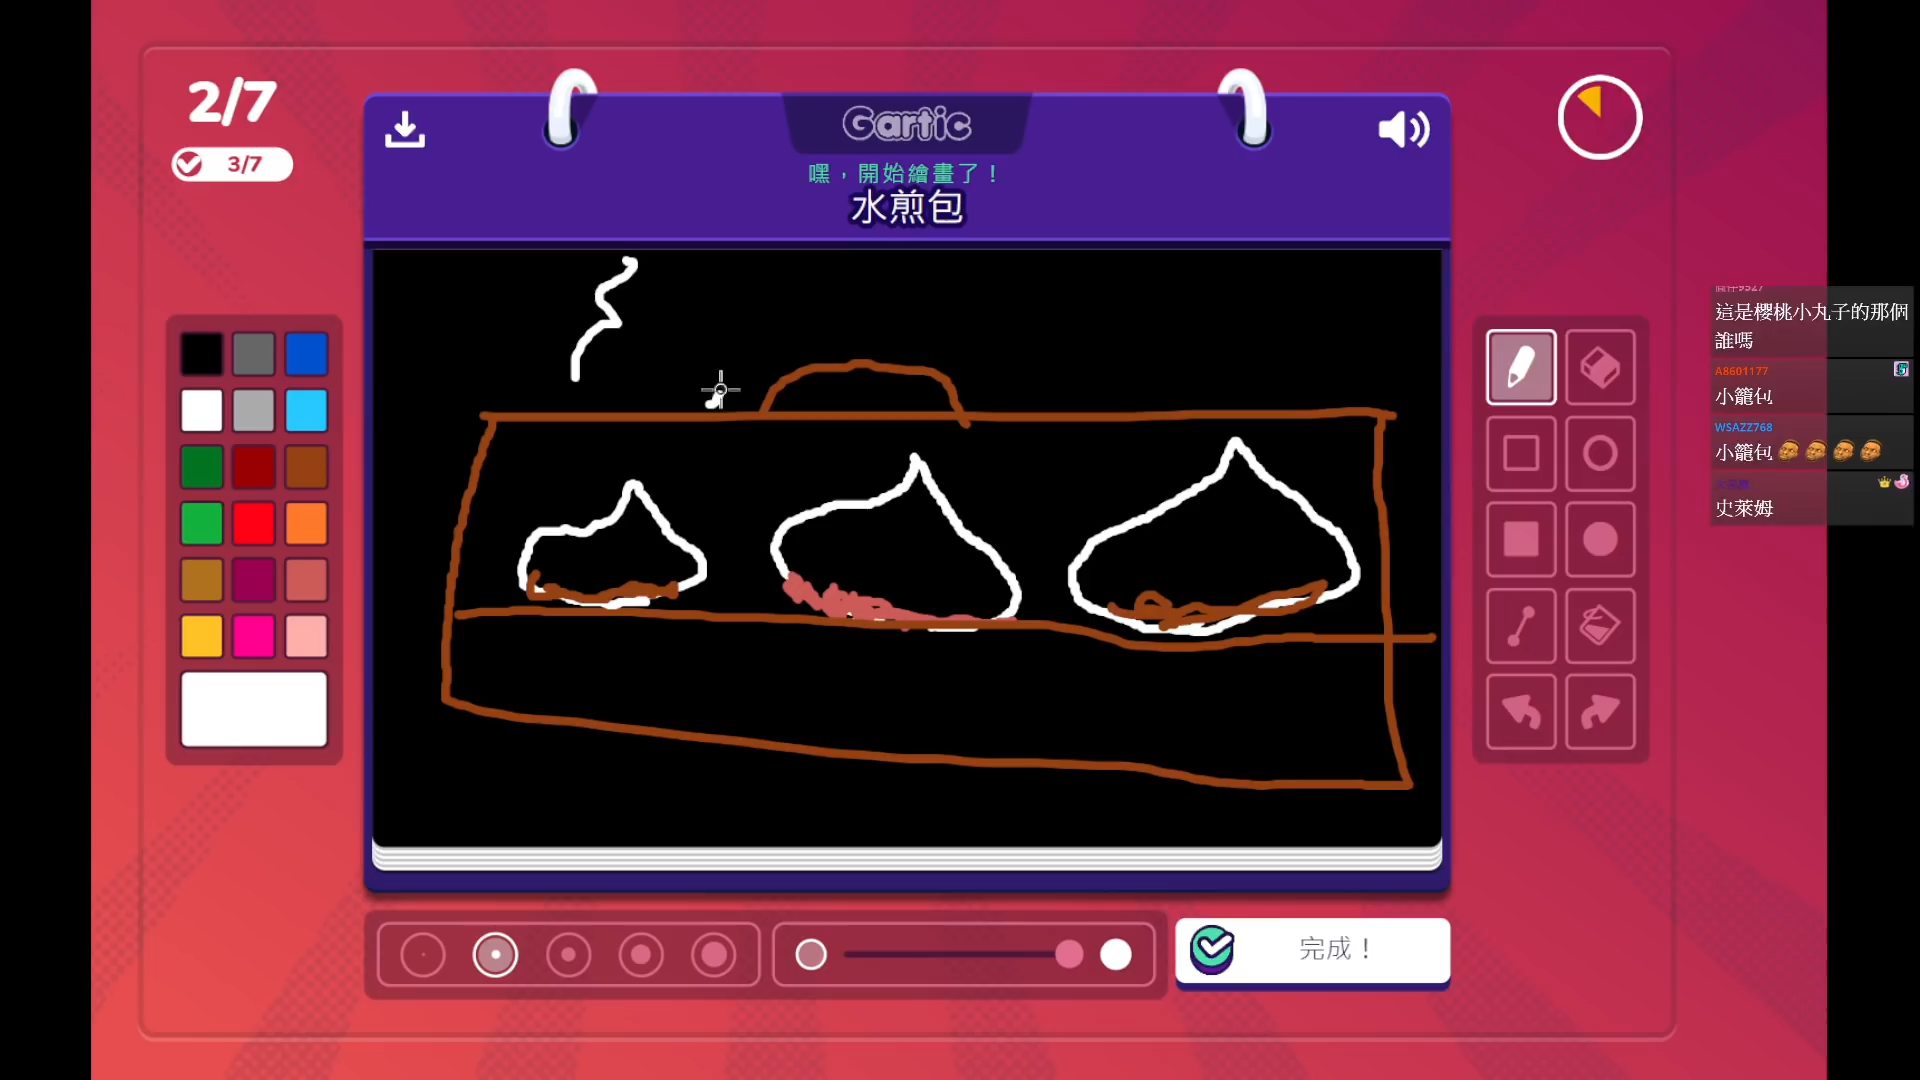 2/7
3/7
Gartic
嘿，開始繪畫了！
水煎包
這是櫻桃小丸子的那個
誰嗎
A8601177
小籠包
WSAZZ768
小籠包
史萊姆
完成！